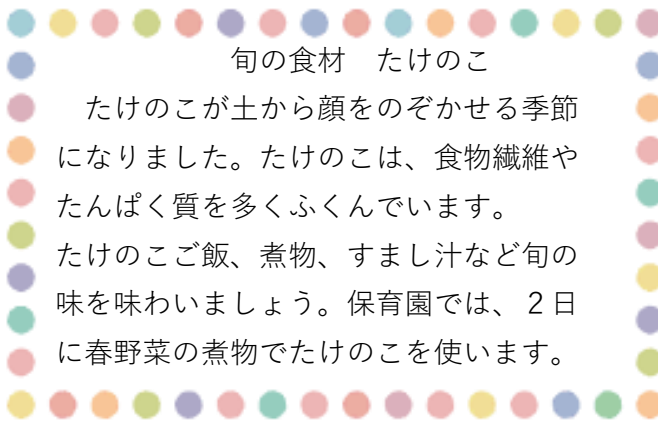 旬の食材　たけのこ
たけのこが土から顔をのぞかせる季節
になりました。たけのこは、食物繊維や
たんぱく質を多くふくんでいます。
たけのこご飯、煮物、すまし汁など旬の
味を味わいましょう。保育園では、２日
に春野菜の煮物でたけのこを使います。